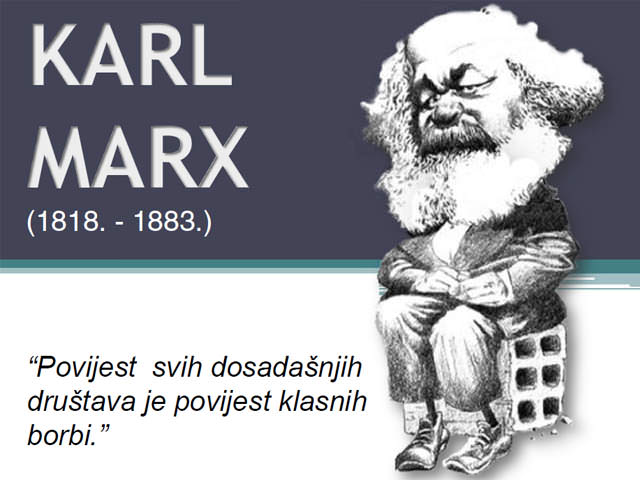 KARL
MARX
(1818. - 1883.)
“Povijest  svih dosadašnjih
društava je povijest klasnih
borbi.”